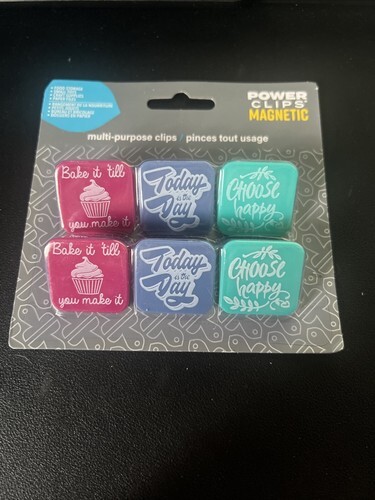 POWER
CLIPS
MAGNETIC
multi-purpose clips / pinces tout usage
Bake it 'till
you make it
Today
is the
Day
CHOOSE
happy
Bake it 'till
you make it
Today
is the
Day
CHOOSE
happy